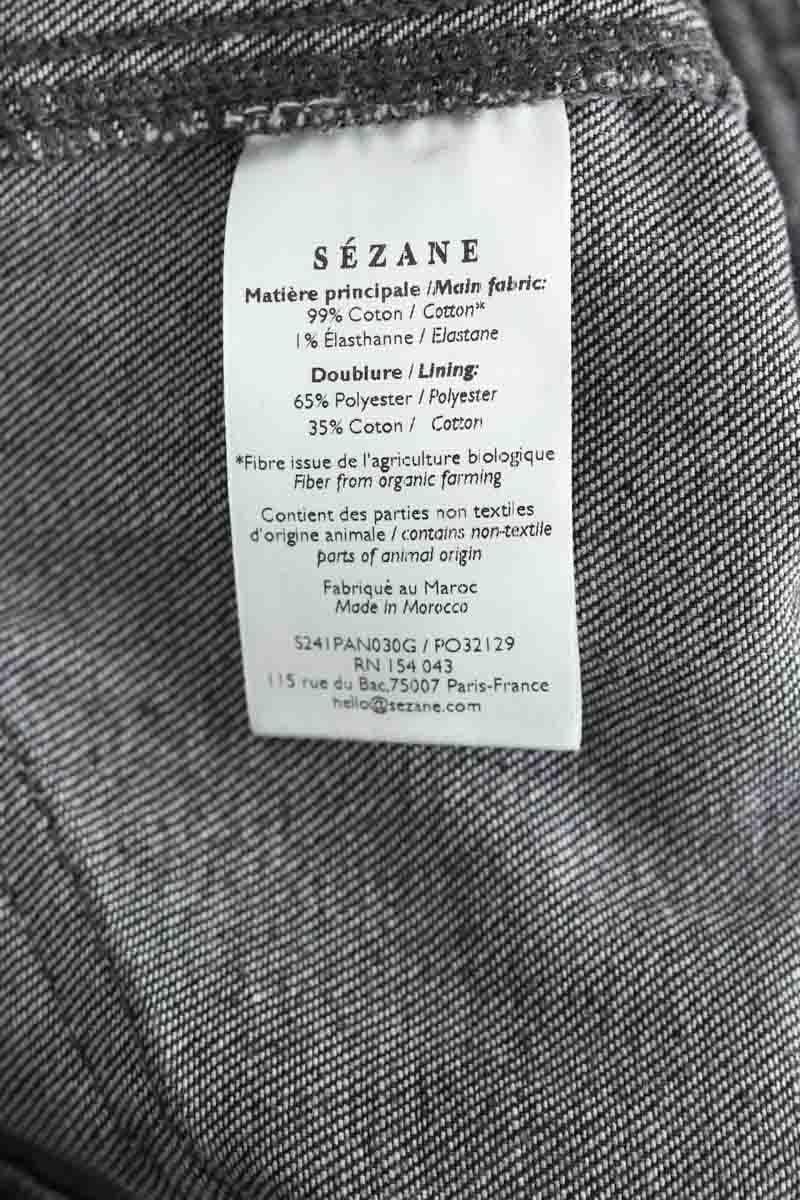 SÉZANE
Matière principale /Main fabric:
99% Coton / Cotton*
1% Élasthanne / Elastane
Doublure / Lining:
65% Polyester / Polyester
35% Coton / Cotton
*Fibre issue de l'agriculture biologique
Fiber from organic farming
Contient des parties non textiles
d'origine animale / contains non-textile
parts of animal origin
Fabriqué au Maroc
Made in Morocco
S241PAN030G / PO32129
RN 154 043
115 rue du Bac,75007 Paris-France
hello@sezane.com